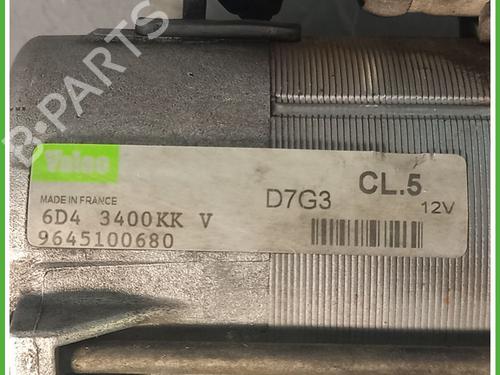 B-PARTS
Valeo
MADE IN FRANCE
6D4 3400KK V
9645100680
D7G3
CL.5
12V